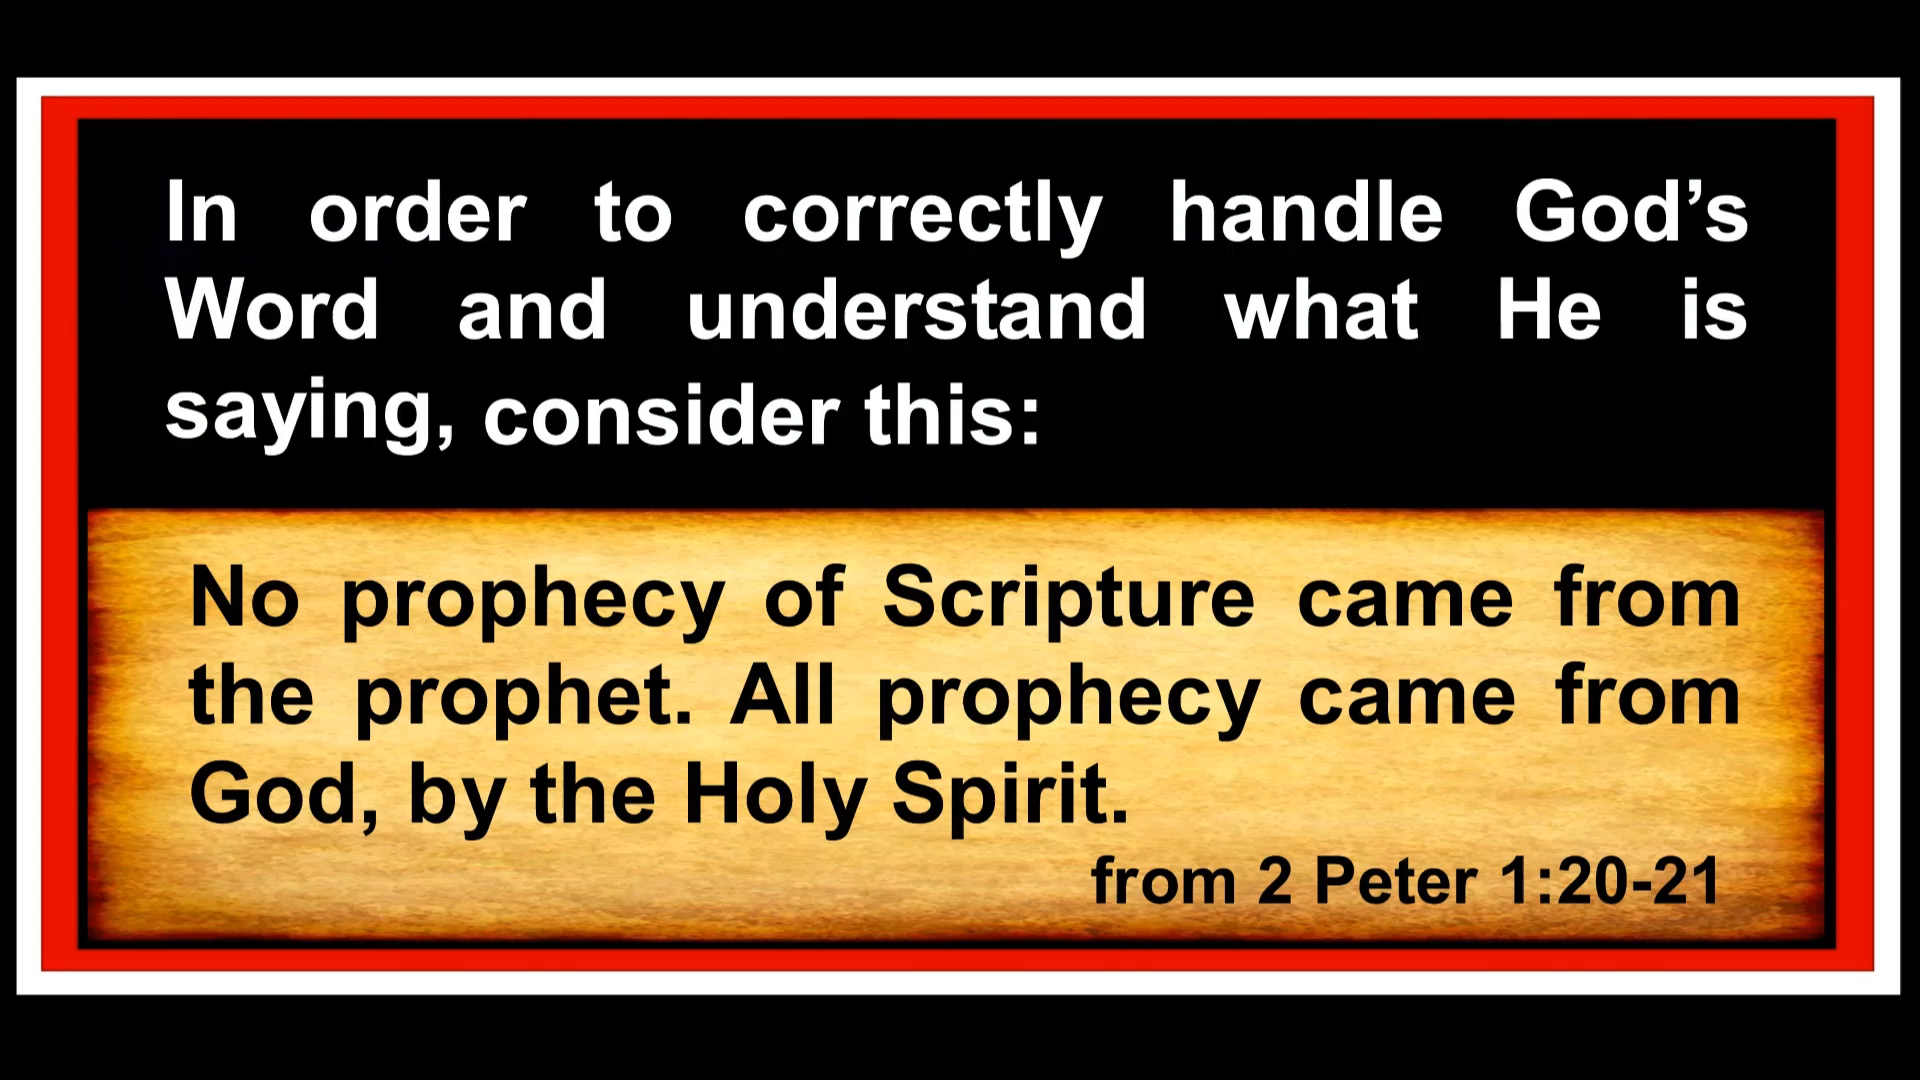 In order to correctly handle God’s
Word and understand what He is
saying, consider this:
No prophecy of Scripture came from
the prophet. All prophecy came from
God, by the Holy Spirit.
from 2 Peter 1:20-21